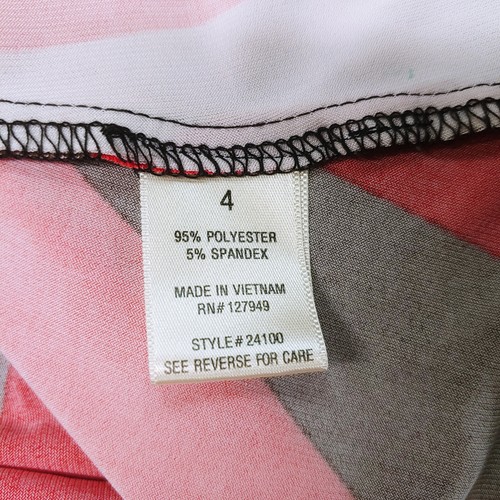 4
95% POLYESTER
5% SPANDEX
MADE IN VIETNAM
RN# 127949
STYLE# 24100
SEE REVERSE FOR CARE